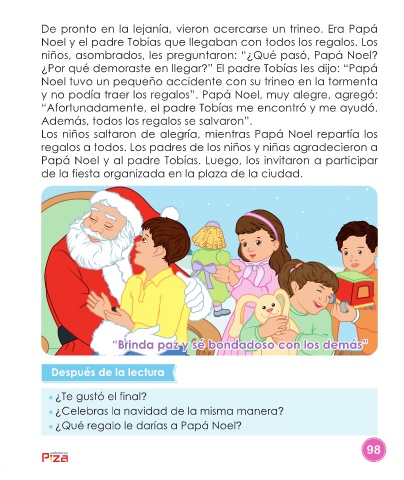 De pronto en la lejanía, vieron acercarse un trineo. Era Papá
Noel y el padre Tobías que llegaban con todos los regalos. Los
niños, asombrados, les preguntaron: “¿Qué pasó, Papá Noel?
¿Por qué demoraste en llegar?” El padre Tobías les dijo: “Papá
Noel tuvo un pequeño accidente con su trineo en la tormenta
y no podía traer los regalos”. Papá Noel, muy alegre, agregó:
“Afortunadamente, el padre Tobías me encontró y me ayudó.
Además, todos los regalos se salvaron”.
Los niños saltaron de alegría, mientras Papá Noel repartía los
regalos a todos. Los padres de los niños y niñas agradecieron a
Papá Noel y al padre Tobías. Luego, los invitaron a participar
de la fiesta organizada en la plaza de la ciudad.
“Brinda paz y sé bondadoso con los demás”
Después de la lectura
• ¿Te gustó el final?
• ¿Celebras la navidad de la misma manera?
• ¿Qué regalo le darías a Papá Noel?
98